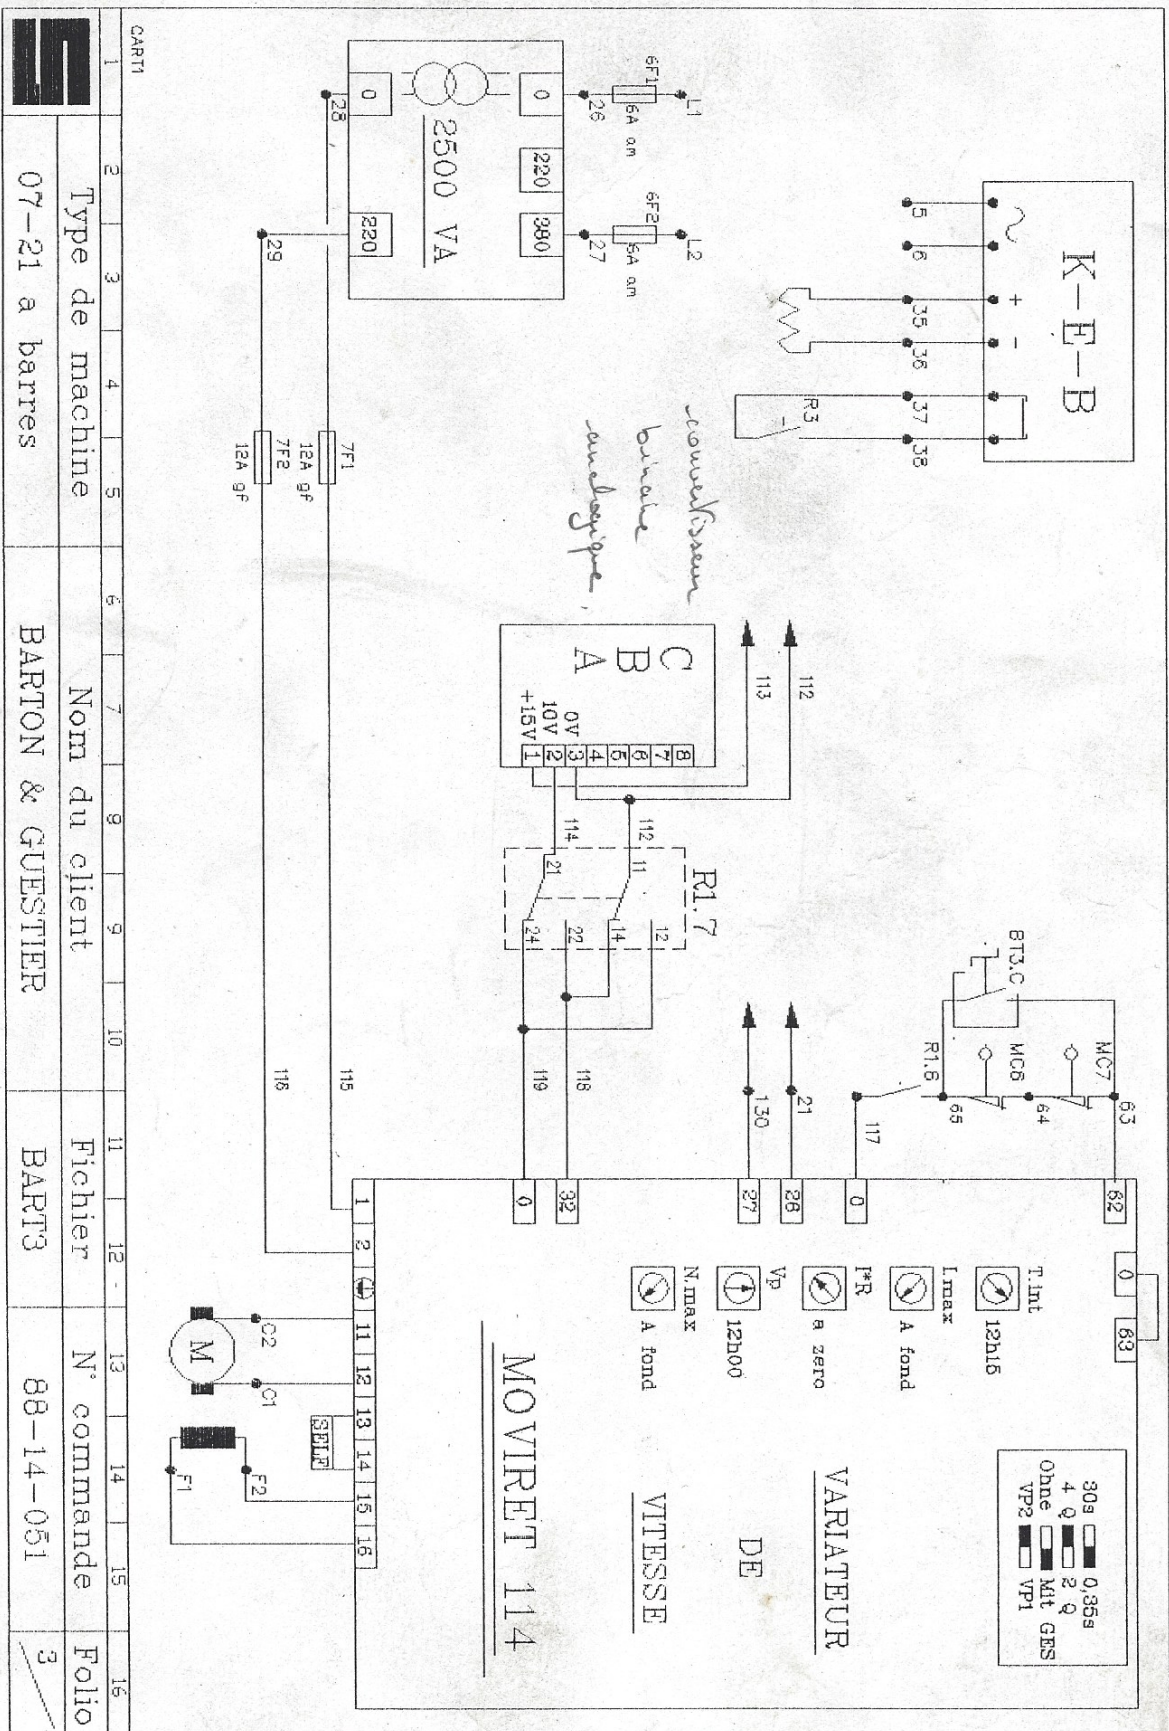 K-E-B
+ -
5 6 35 36 37 38
R3
L1 L2
6F1 6A am
6F2 6A am
26 27
0 220 380
2500 VA
0 220
28 29
7F1
12A gf
7F2
12A gf
convertisseur
binaire
analogique
112
113
C
B
A
0V
10V
+15V
1 2 3 4 5 6 7 8
114 112
R1.7
21 11
24 22 14 12
119 118
115
116
BT3.C
MC7
MC6
R1.6
63
64
65
117
21
130
62
0
28
27
32
0
0 63
T.int
12h15
I.max
A fond
I*R
a zero
Vp
12h00
N.max
A fond
30s 0,35s
4 Q 2 Q
Ohne Mit GES
VP2 VP1
VARIATEUR
DE
VITESSE
MOVIRET 114
1 2 11 12 13 14 15 16
SELF
C2 C1
M
F2
F1
CART1
1 2 3 4 5 6 7 8 9 10 11 12 13 14 15 16
Type de machine Nom du client Fichier N° commande Folio
07-21 a barres BARTON & GUESTIER BART3 88-14-051 3